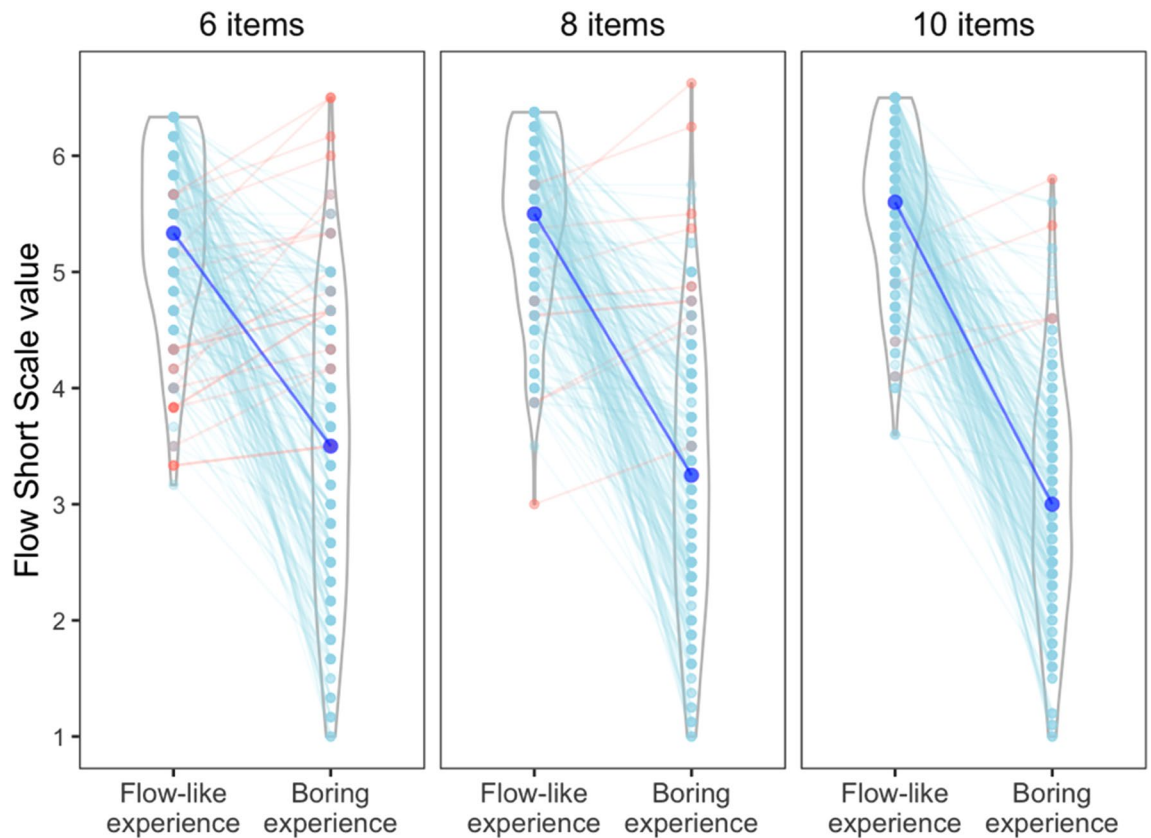 6 items
8 items
10 items
Flow Short Scale value
6
5
4
3
2
1
Flow-like
experience
Boring
experience
Flow-like
experience
Boring
experience
Flow-like
experience
Boring
experience